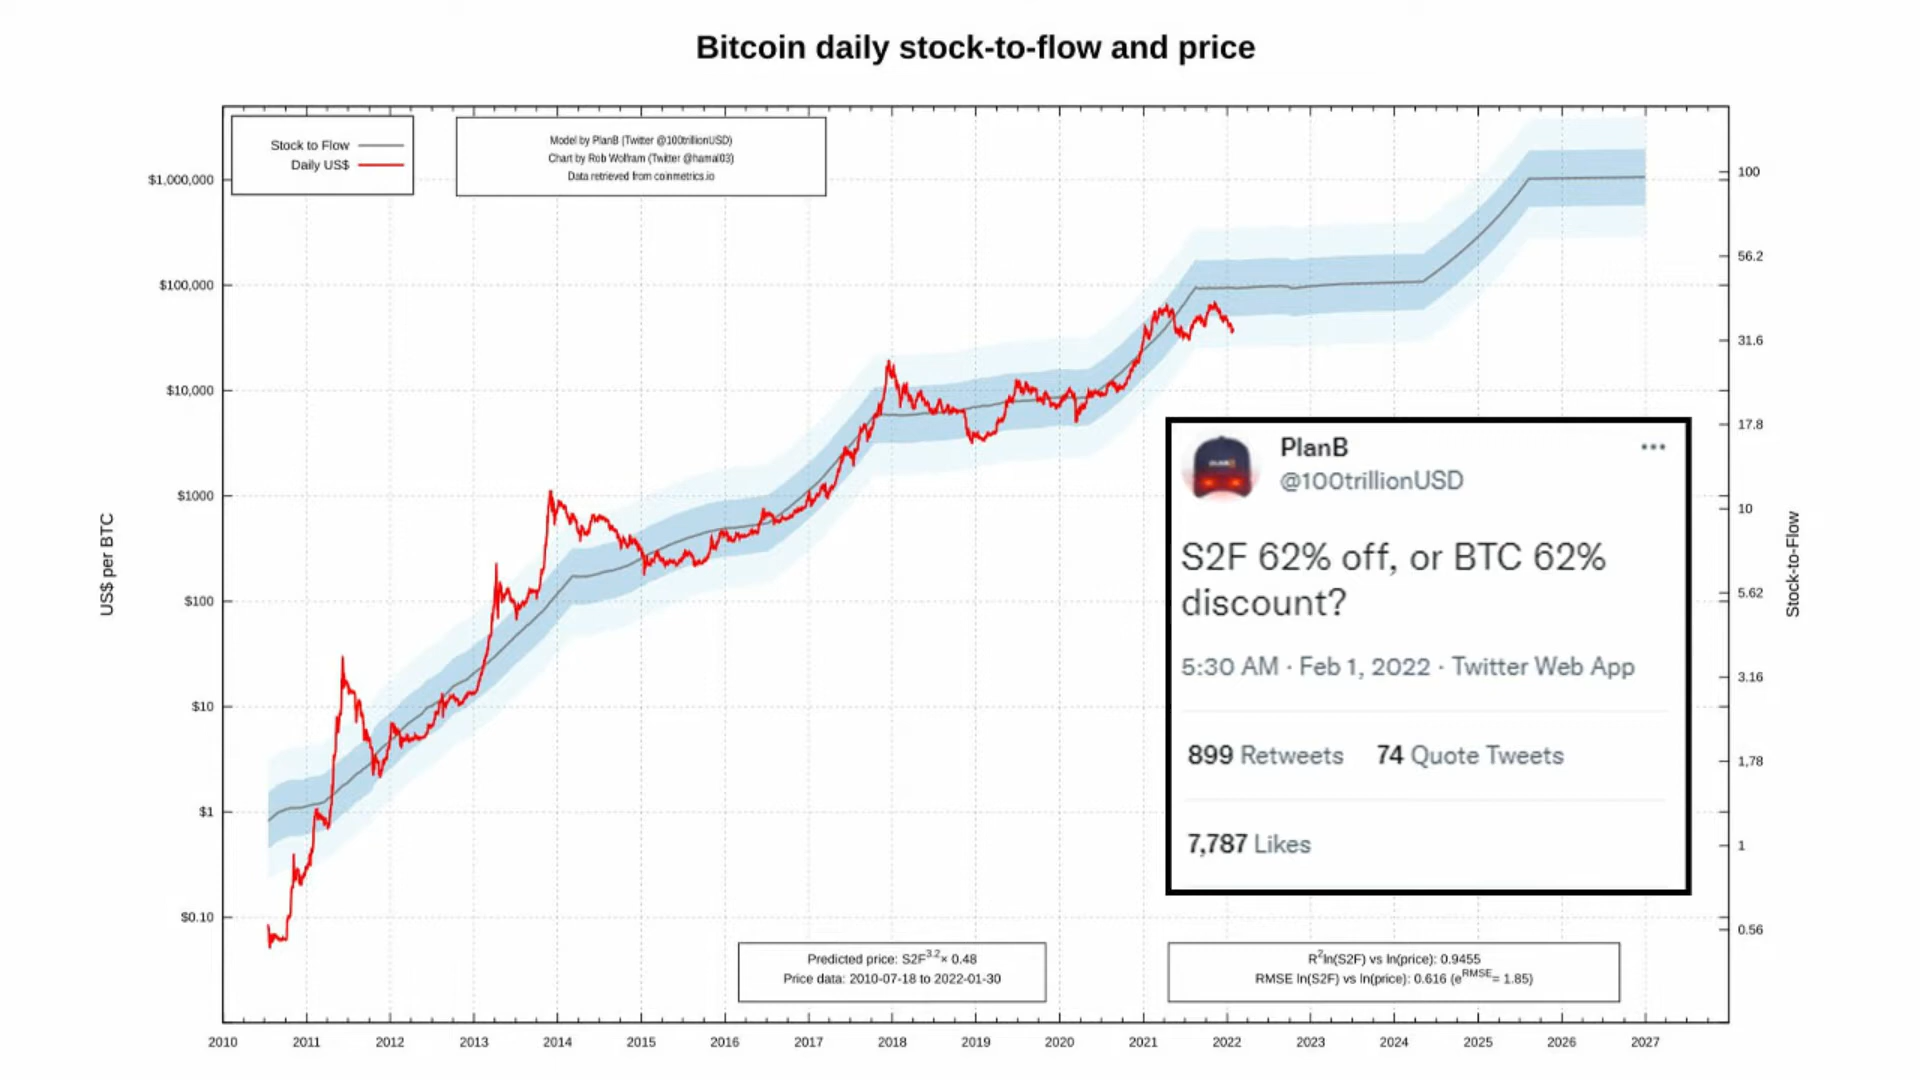 Bitcoin daily stock-to-flow and price
Stock to Flow
Daily US$
Model by PlanB (Twitter @100trillionUSD)
Chart by Rob Wolfram (Twitter @hamal03)
Data retrieved from coinmetrics.io
$1,000,000
$100,000
$10,000
$1000
$100
$10
$1
$0.10
US$ per BTC
100
56.2
31.6
17.8
10
5.62
3.16
1,78
1
0.56
Stock-to-Flow
PlanB
@100trillionUSD
S2F 62% off, or BTC 62%
discount?
5:30 AM · Feb 1, 2022 · Twitter Web App
899 Retweets 74 Quote Tweets
7,787 Likes
Predicted price: S2F^3.2 × 0.48
Price data: 2010-07-18 to 2022-01-30
R^2 ln(S2F) vs ln(price): 0.9455
RMSE ln(S2F) vs ln(price): 0.616 (e^RMSE = 1.85)
2010 2011 2012 2013 2014 2015 2016 2017 2018 2019 2020 2021 2022 2023 2024 2025 2026 2027